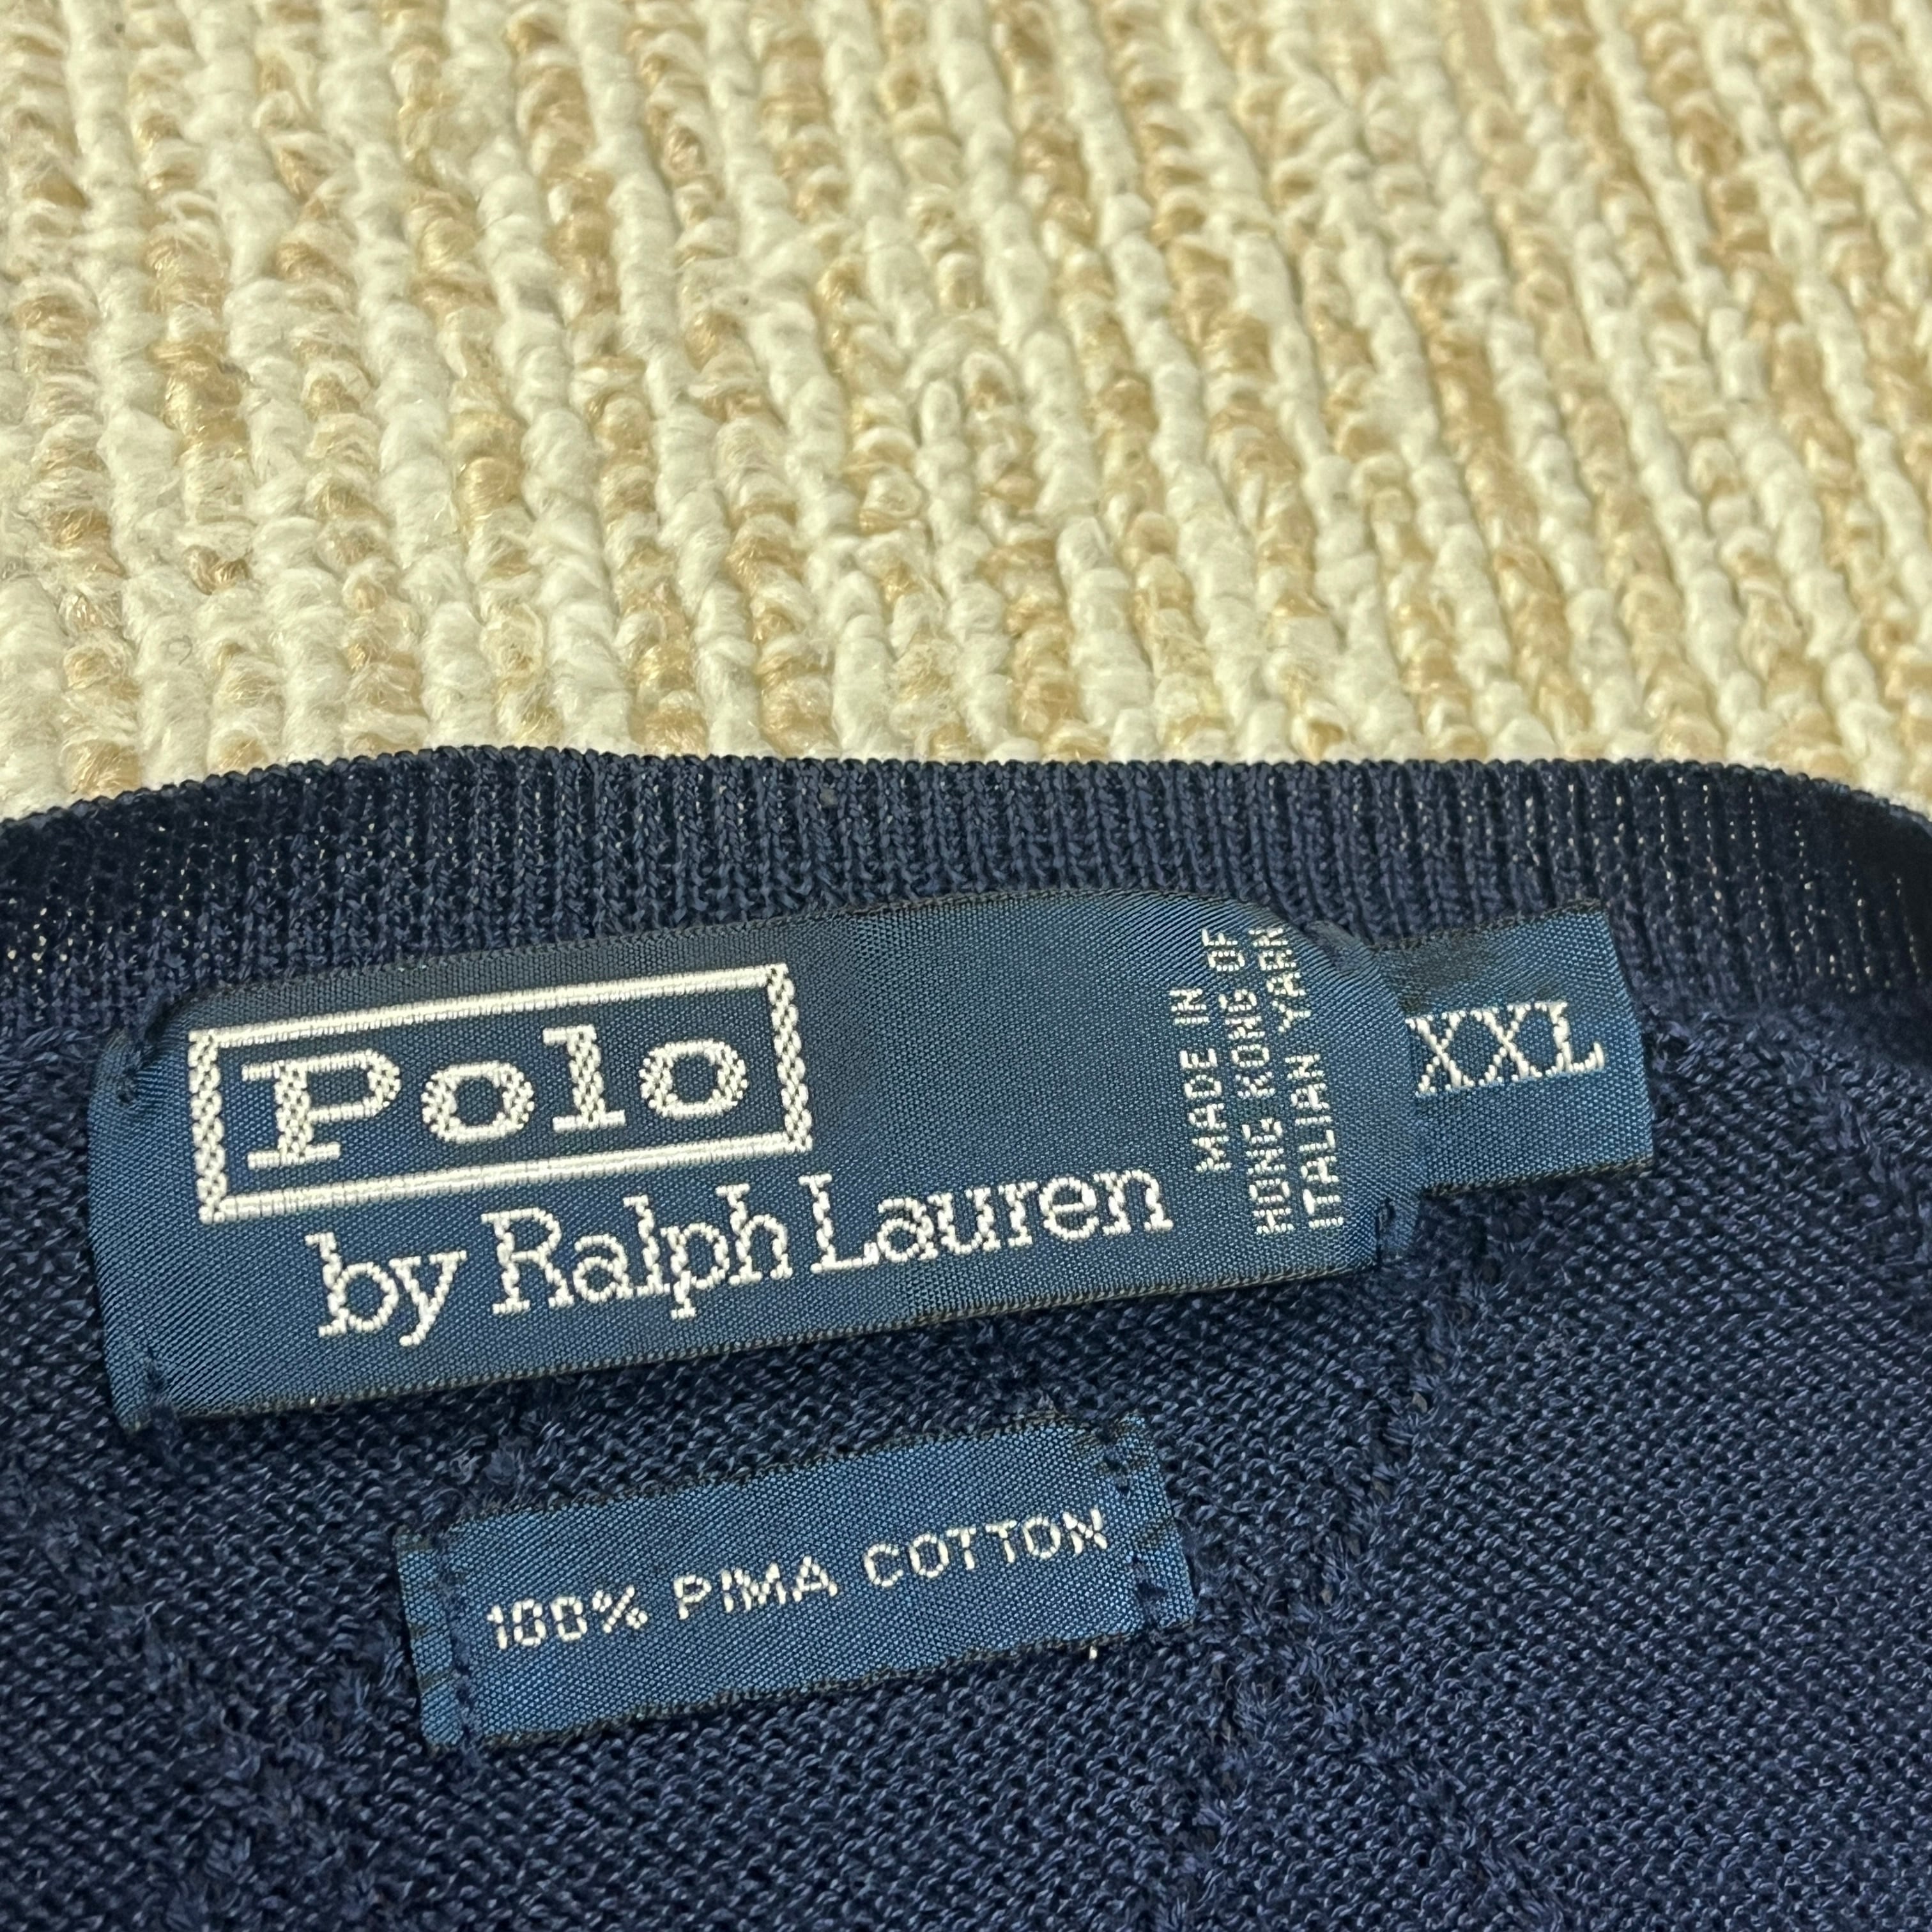 Polo
by Ralph Lauren
MADE IN
HONG KONG OF
ITALIAN YARN
XXL
100% PIMA COTTON